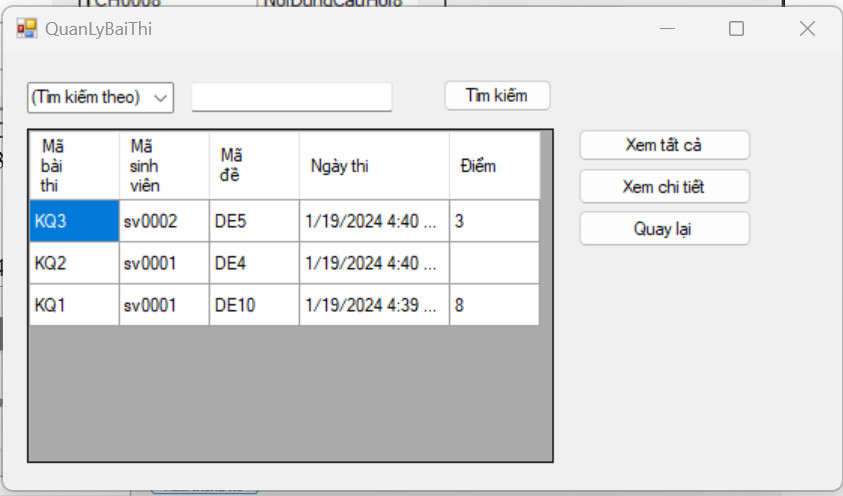 CH0008 NoiDungCauHoi8
QuanLyBaiThi
(Tìm kiếm theo) Tìm kiếm
Mã bài thi Mã sinh viên Mã đề Ngày thi Điểm
KQ3 sv0002 DE5 1/19/2024 4:40 ... 3
KQ2 sv0001 DE4 1/19/2024 4:40 ...
KQ1 sv0001 DE10 1/19/2024 4:39 ... 8
Xem tất cả
Xem chi tiết
Quay lại